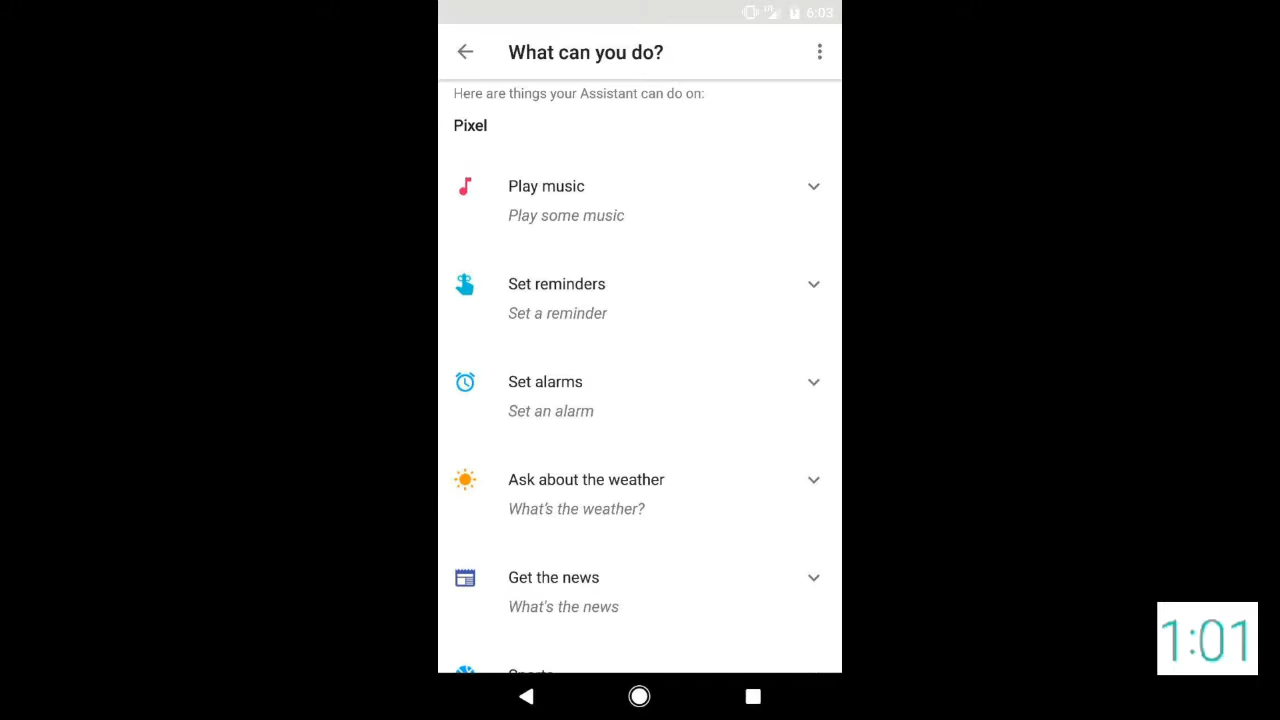 6:03
What can you do?
Here are things your Assistant can do on:
Pixel
Play music
Play some music
Set reminders
Set a reminder
Set alarms
Set an alarm
Ask about the weather
What's the weather?
Get the news
What's the news
Sports
1:01